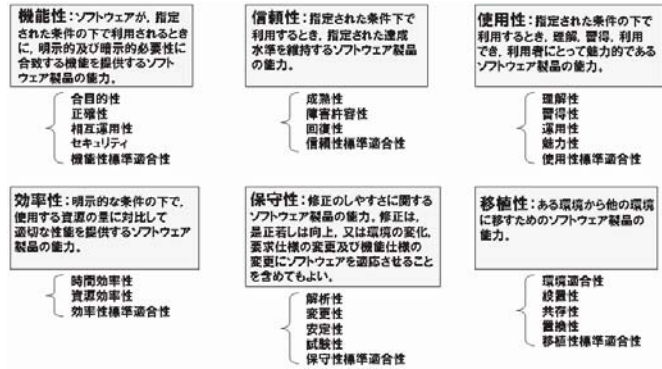 機能性：ソフトウェアが，指定
された条件の下で利用されるとき
に，明示的及び暗示的必要性に
合致する機能を提供するソフト
ウェア製品の能力。
合目的性
正確性
相互運用性
セキュリティ
機能性標準適合性
信頼性：指定された条件下で
利用するとき，指定された達成
水準を維持するソフトウェア製品
の能力。
成熟性
障害許容性
回復性
信頼性標準適合性
使用性：指定された条件の下で
利用するとき，理解，習得，利用
でき，利用者にとって魅力的である
ソフトウェア製品の能力。
理解性
習得性
運用性
魅力性
使用性標準適合性
効率性：明示的な条件の下で，
使用する資源の量に対比して
適切な性能を提供するソフトウェア
製品の能力。
時間効率性
資源効率性
効率性標準適合性
保守性：修正のしやすさに関する
ソフトウェア製品の能力。修正は，
是正若しは向上，又は環境の変化，
要求仕様の変更及び機能仕様の
変更にソフトウェアを適応させること
を含めてもよい。
解析性
変更性
安定性
試験性
保守性標準適合性
移植性：ある環境から他の環境
に移すためのソフトウェア製品の
能力。
環境適合性
設置性
共存性
置換性
移植性標準適合性